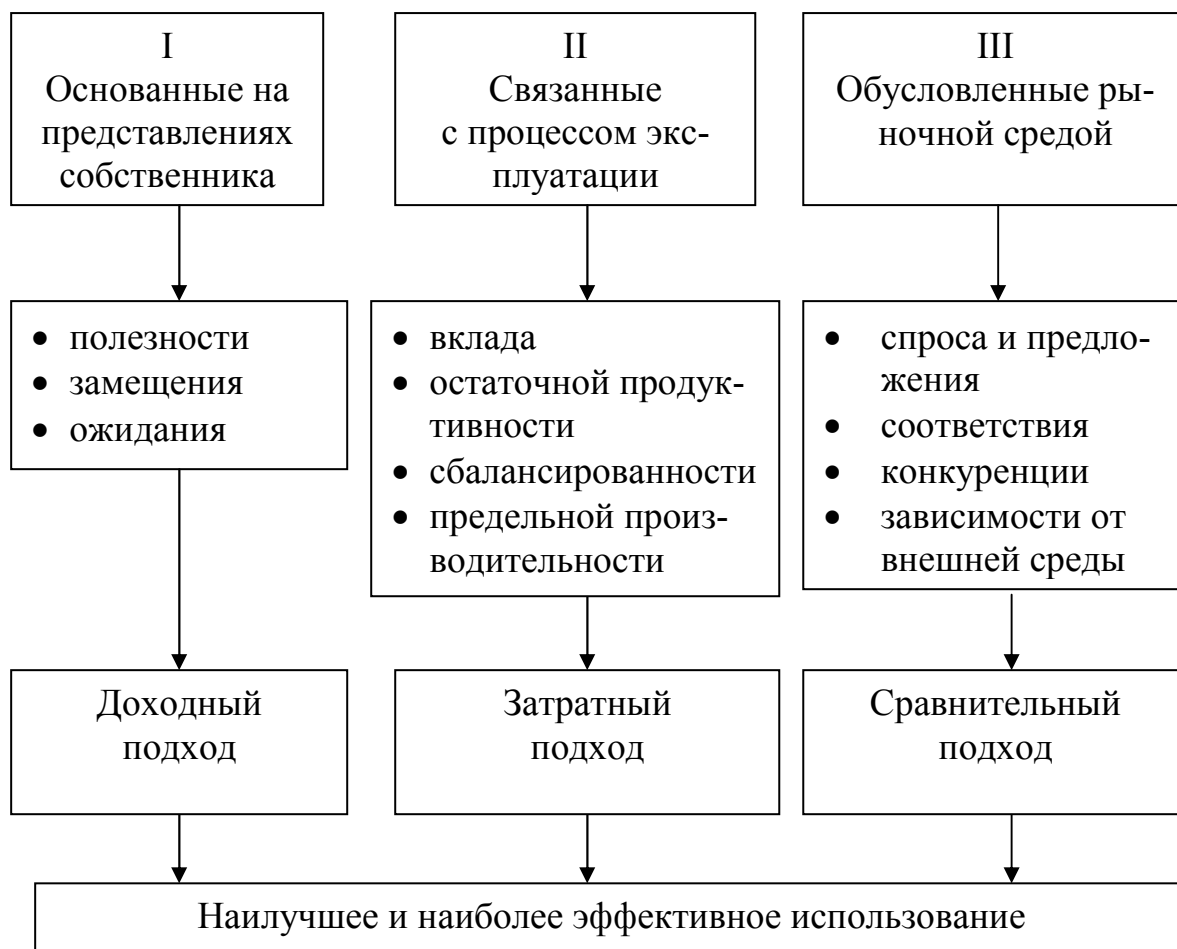 I
Основанные на
представлениях
собственника
II
Связанные
с процессом экс-
плуатации
III
Обусловленные ры-
ночной средой
• полезности
• замещения
• ожидания
• вклада
• остаточной продук-
тивности
• сбалансированности
• предельной произ-
водительности
• спроса и предло-
жения
• соответствия
• конкуренции
• зависимости от
внешней среды
Доходный
подход
Затратный
подход
Сравнительный
подход
Наилучшее и наиболее эффективное использование